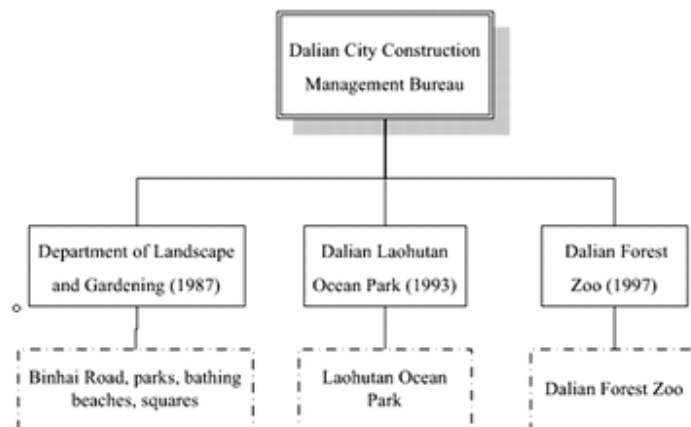 Dalian City Construction
Management Bureau
Department of Landscape
and Gardening (1987)
Dalian Laohutan
Ocean Park (1993)
Dalian Forest
Zoo (1997)
Binhai Road, parks, bathing
beaches, squares
Laohutan Ocean
Park
Dalian Forest Zoo